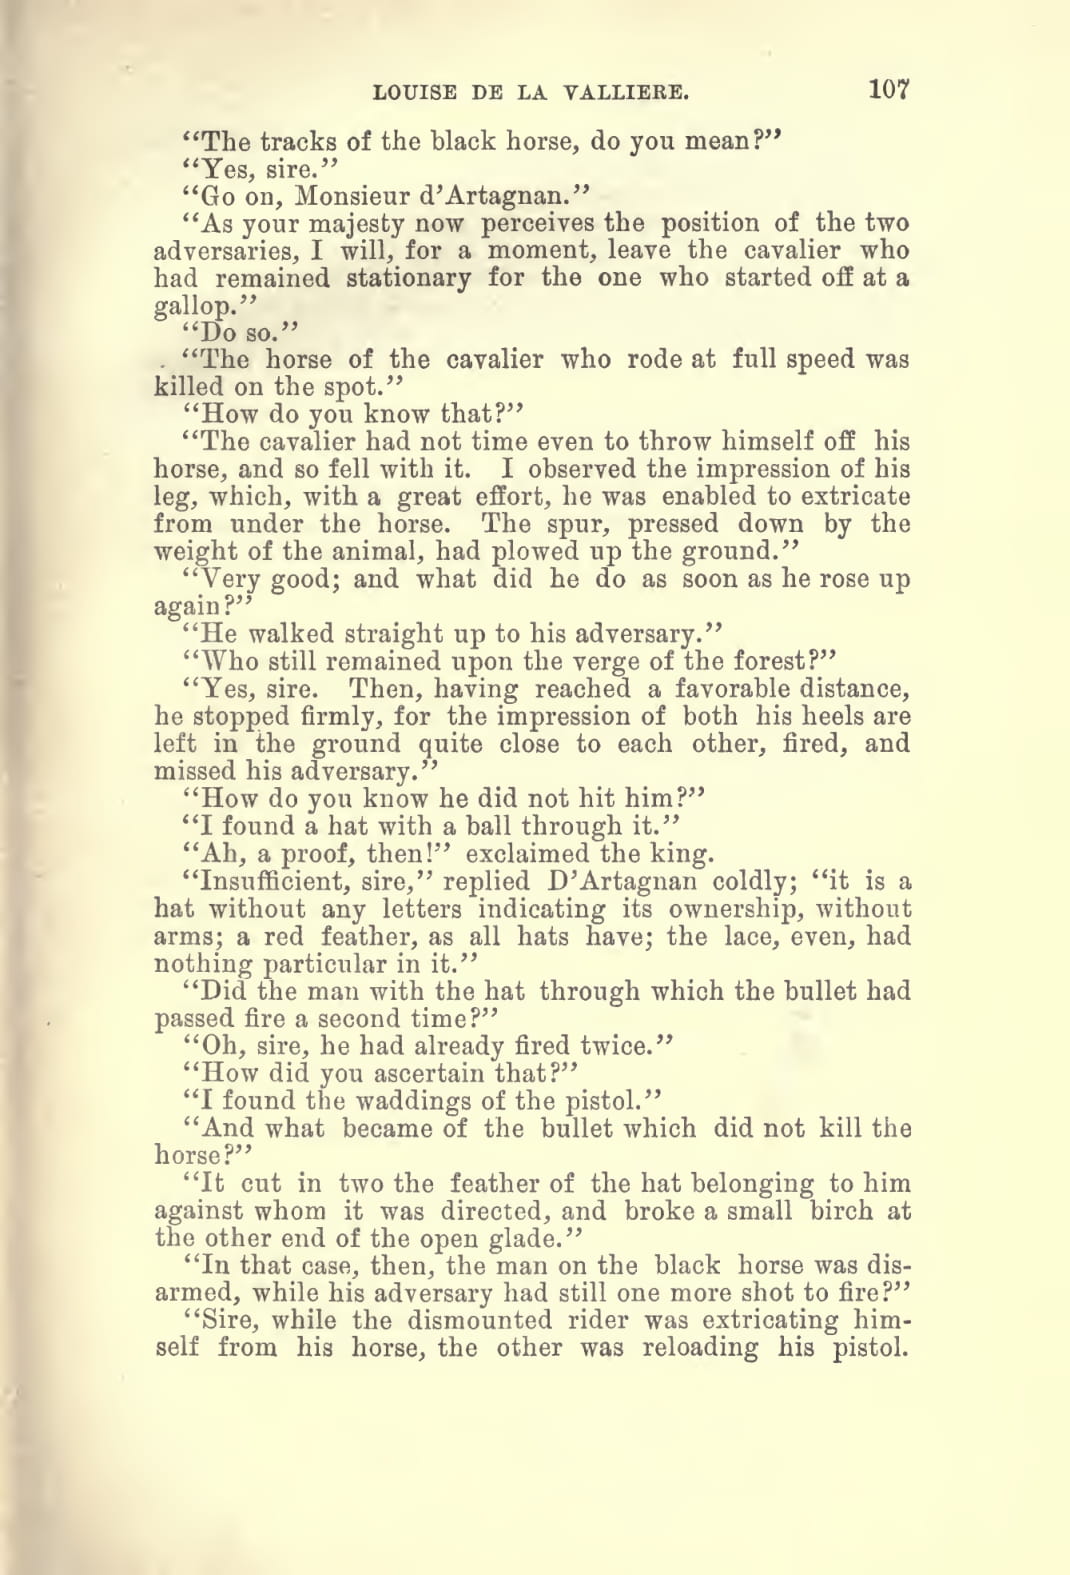 LOUISE DE LA VALLIERE. 107
“The tracks of the black horse, do you mean?”
“Yes, sire.”
“Go on, Monsieur d’Artagnan.”
“As your majesty now perceives the position of the two
adversaries, I will, for a moment, leave the cavalier who
had remained stationary for the one who started off at a
gallop.”
“Do so.”
“The horse of the cavalier who rode at full speed was
killed on the spot.”
“How do you know that?”
“The cavalier had not time even to throw himself off his
horse, and so fell with it. I observed the impression of his
leg, which, with a great effort, he was enabled to extricate
from under the horse. The spur, pressed down by the
weight of the animal, had plowed up the ground.”
“Very good; and what did he do as soon as he rose up
again?”
“He walked straight up to his adversary.”
“Who still remained upon the verge of the forest?”
“Yes, sire. Then, having reached a favorable distance,
he stopped firmly, for the impression of both his heels are
left in the ground quite close to each other, fired, and
missed his adversary.”
“How do you know he did not hit him?”
“I found a hat with a ball through it.”
“Ah, a proof, then!” exclaimed the king.
“Insufficient, sire,” replied D’Artagnan coldly; “it is a
hat without any letters indicating its ownership, without
arms; a red feather, as all hats have; the lace, even, had
nothing particular in it.”
“Did the man with the hat through which the bullet had
passed fire a second time?”
“Oh, sire, he had already fired twice.”
“How did you ascertain that?”
“I found the waddings of the pistol.”
“And what became of the bullet which did not kill the
horse?”
“It cut in two the feather of the hat belonging to him
against whom it was directed, and broke a small birch at
the other end of the open glade.”
“In that case, then, the man on the black horse was dis-
armed, while his adversary had still one more shot to fire?”
“Sire, while the dismounted rider was extricating him-
self from his horse, the other was reloading his pistol.